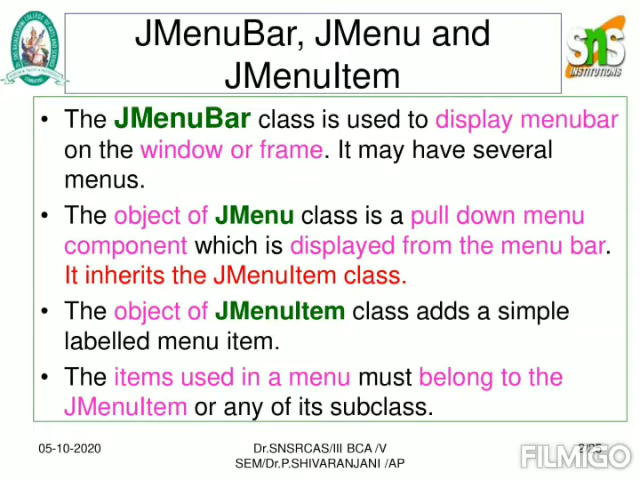 JMenuBar, JMenu and
JMenuItem
SNS
INSTITUTIONS
• The JMenuBar class is used to display menubar
on the window or frame. It may have several
menus.
• The object of JMenu class is a pull down menu
component which is displayed from the menu bar.
It inherits the JMenuItem class.
• The object of JMenuItem class adds a simple
labelled menu item.
• The items used in a menu must belong to the
JMenuItem or any of its subclass.
05-10-2020
Dr.SNSRCAS/III BCA /V
SEM/Dr.P.SHIVARANJANI /AP
FILMIGO